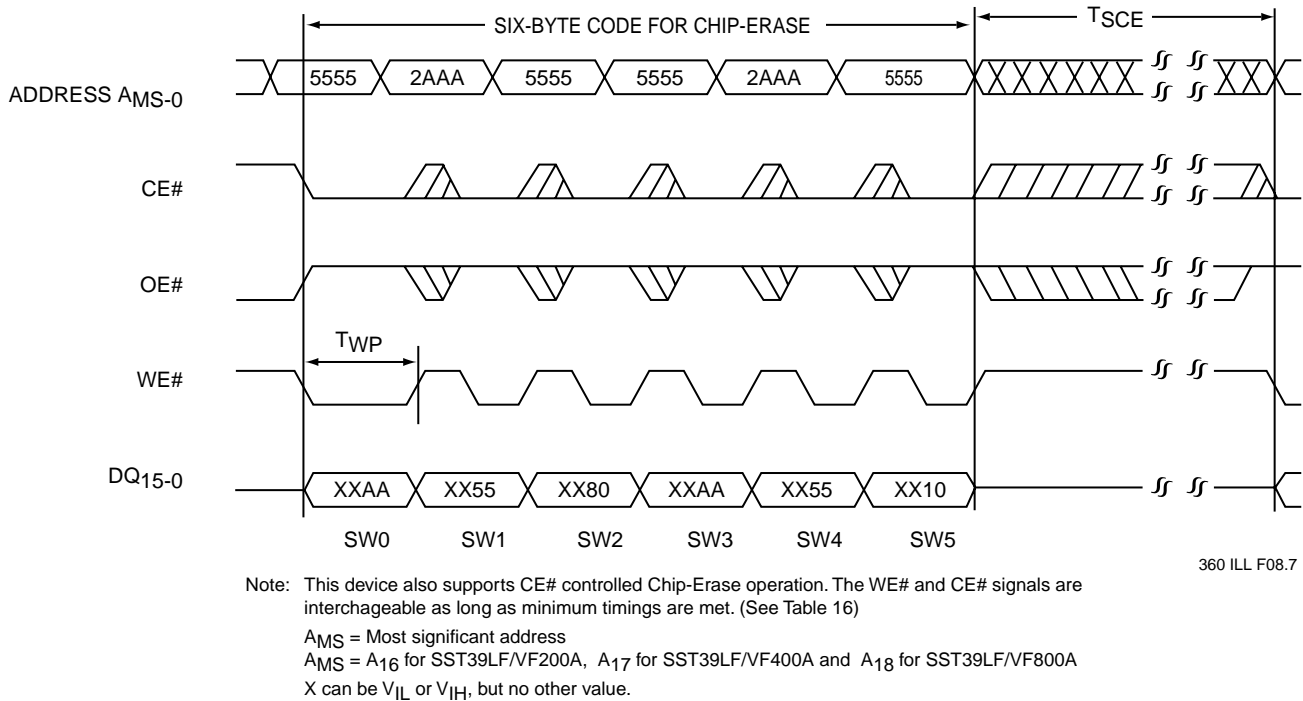 SIX-BYTE CODE FOR CHIP-ERASE
TSCE
ADDRESS AMS-0
5555 2AAA 5555 5555 2AAA 5555
CE#
OE#
TWP
WE#
DQ15-0
XXAA XX55 XX80 XXAA XX55 XX10
SW0 SW1 SW2 SW3 SW4 SW5
360 ILL F08.7
Note: This device also supports CE# controlled Chip-Erase operation. The WE# and CE# signals are
interchageable as long as minimum timings are met. (See Table 16)
AMS = Most significant address
AMS = A16 for SST39LF/VF200A, A17 for SST39LF/VF400A and A18 for SST39LF/VF800A
X can be VIL or VIH, but no other value.